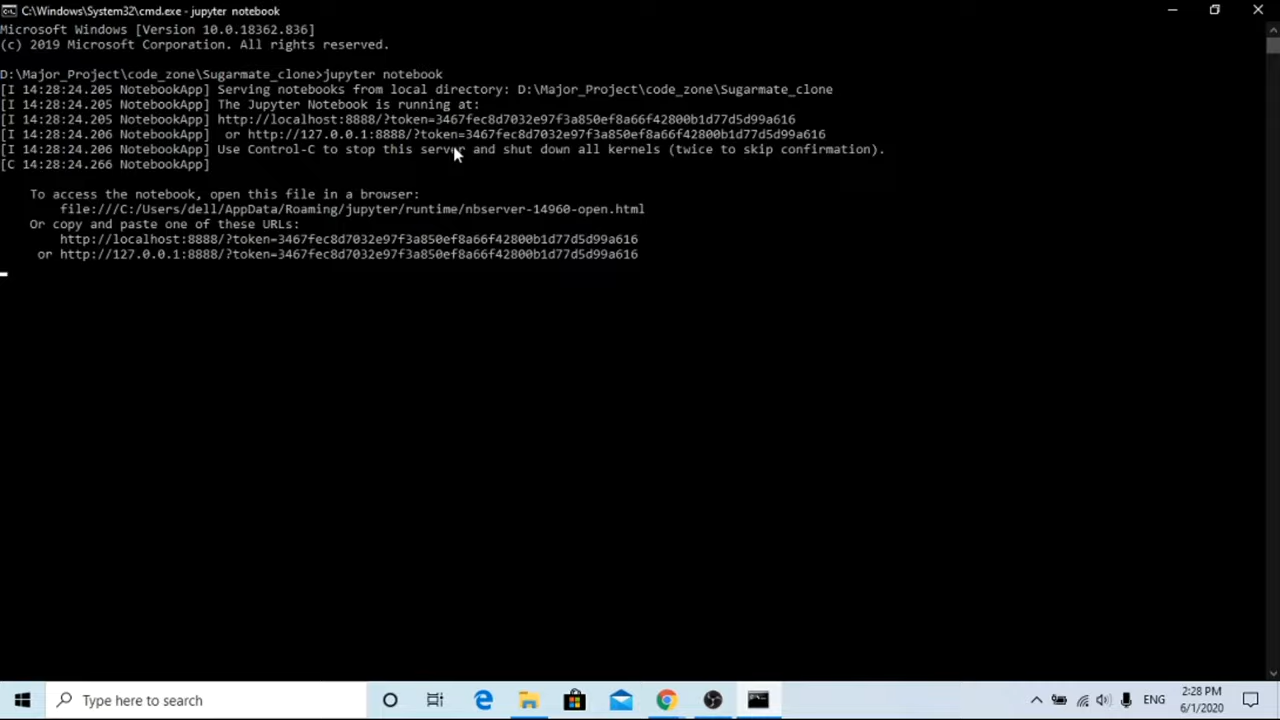 C:\Windows\System32\cmd.exe - jupyter notebook
Microsoft Windows [Version 10.0.18362.836]
(c) 2019 Microsoft Corporation. All rights reserved.
D:\Major_Project\code_zone\Sugarmate_clone>jupyter notebook
[I 14:28:24.205 NotebookApp] Serving notebooks from local directory: D:\Major_Project\code_zone\Sugarmate_clone
[I 14:28:24.205 NotebookApp] The Jupyter Notebook is running at:
[I 14:28:24.205 NotebookApp] http://localhost:8888/?token=3467fec8d7032e97f3a850ef8a66f42800b1d77d5d99a616
[I 14:28:24.206 NotebookApp]  or http://127.0.0.1:8888/?token=3467fec8d7032e97f3a850ef8a66f42800b1d77d5d99a616
[I 14:28:24.206 NotebookApp] Use Control-C to stop this server and shut down all kernels (twice to skip confirmation).
[C 14:28:24.266 NotebookApp]
To access the notebook, open this file in a browser:
file:///C:/Users/dell/AppData/Roaming/jupyter/runtime/nbserver-14960-open.html
Or copy and paste one of these URLs:
http://localhost:8888/?token=3467fec8d7032e97f3a850ef8a66f42800b1d77d5d99a616
or http://127.0.0.1:8888/?token=3467fec8d7032e97f3a850ef8a66f42800b1d77d5d99a616
Type here to search
ENG
2:28 PM
6/1/2020